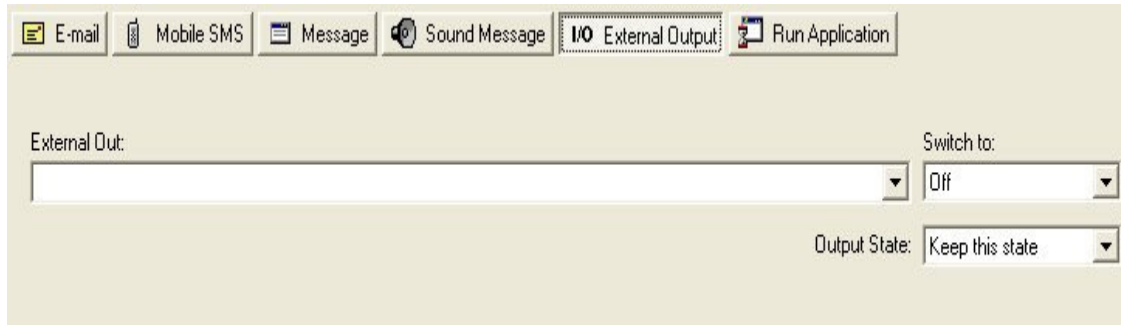 E-mail Mobile SMS Message Sound Message I/O External Output Run Application
External Out: Switch to:
Off
Output State: Keep this state